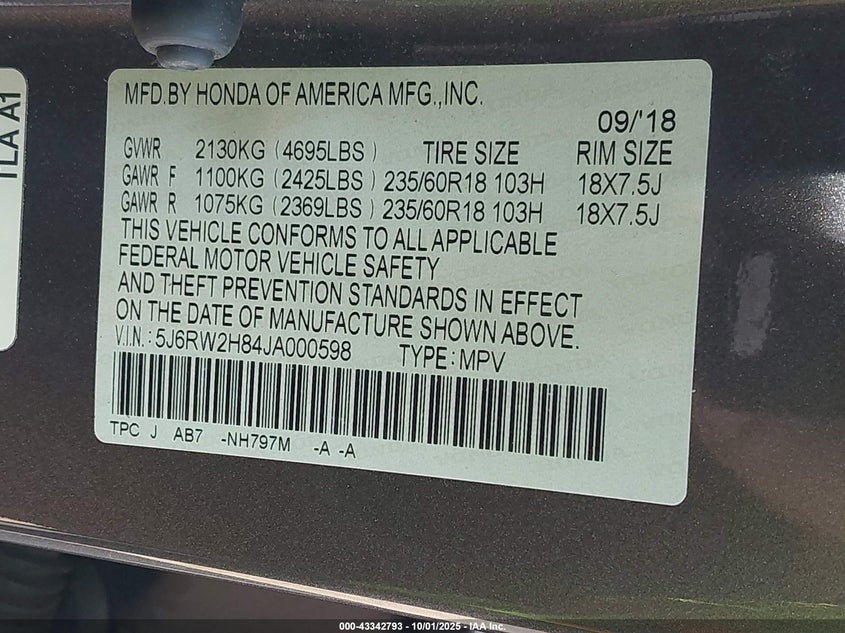 TLA A1
MFD.BY HONDA OF AMERICA MFG.,INC.
09/'18
GVWR 2130KG (4695LBS) TIRE SIZE RIM SIZE
GAWR F 1100KG (2425LBS) 235/60R18 103H 18X7.5J
GAWR R 1075KG (2369LBS) 235/60R18 103H 18X7.5J
THIS VEHICLE CONFORMS TO ALL APPLICABLE
FEDERAL MOTOR VEHICLE SAFETY
AND THEFT PREVENTION STANDARDS IN EFFECT
ON THE DATE OF MANUFACTURE SHOWN ABOVE.
V.I.N.: 5J6RW2H84JA000598 TYPE: MPV
TPC J AB7 -NH797M -A -A
000-43342793 - 10/01/2025 - IAA Inc.